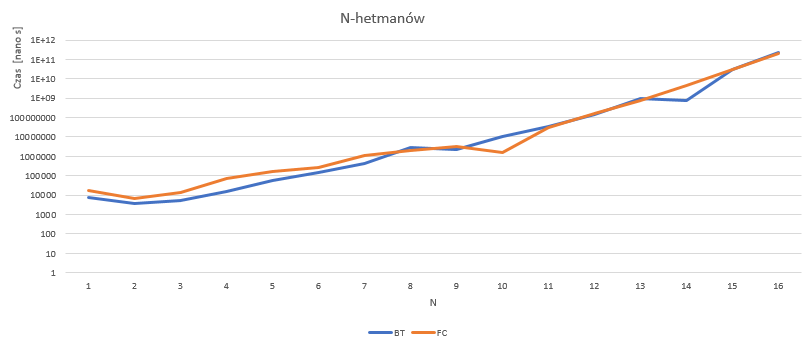 N-hetmanów
Czas [nano s]
1E+12
1E+11
1E+10
1E+09
100000000
10000000
1000000
100000
10000
1000
100
10
1
1 2 3 4 5 6 7 8 9 10 11 12 13 14 15 16
N
BT FC